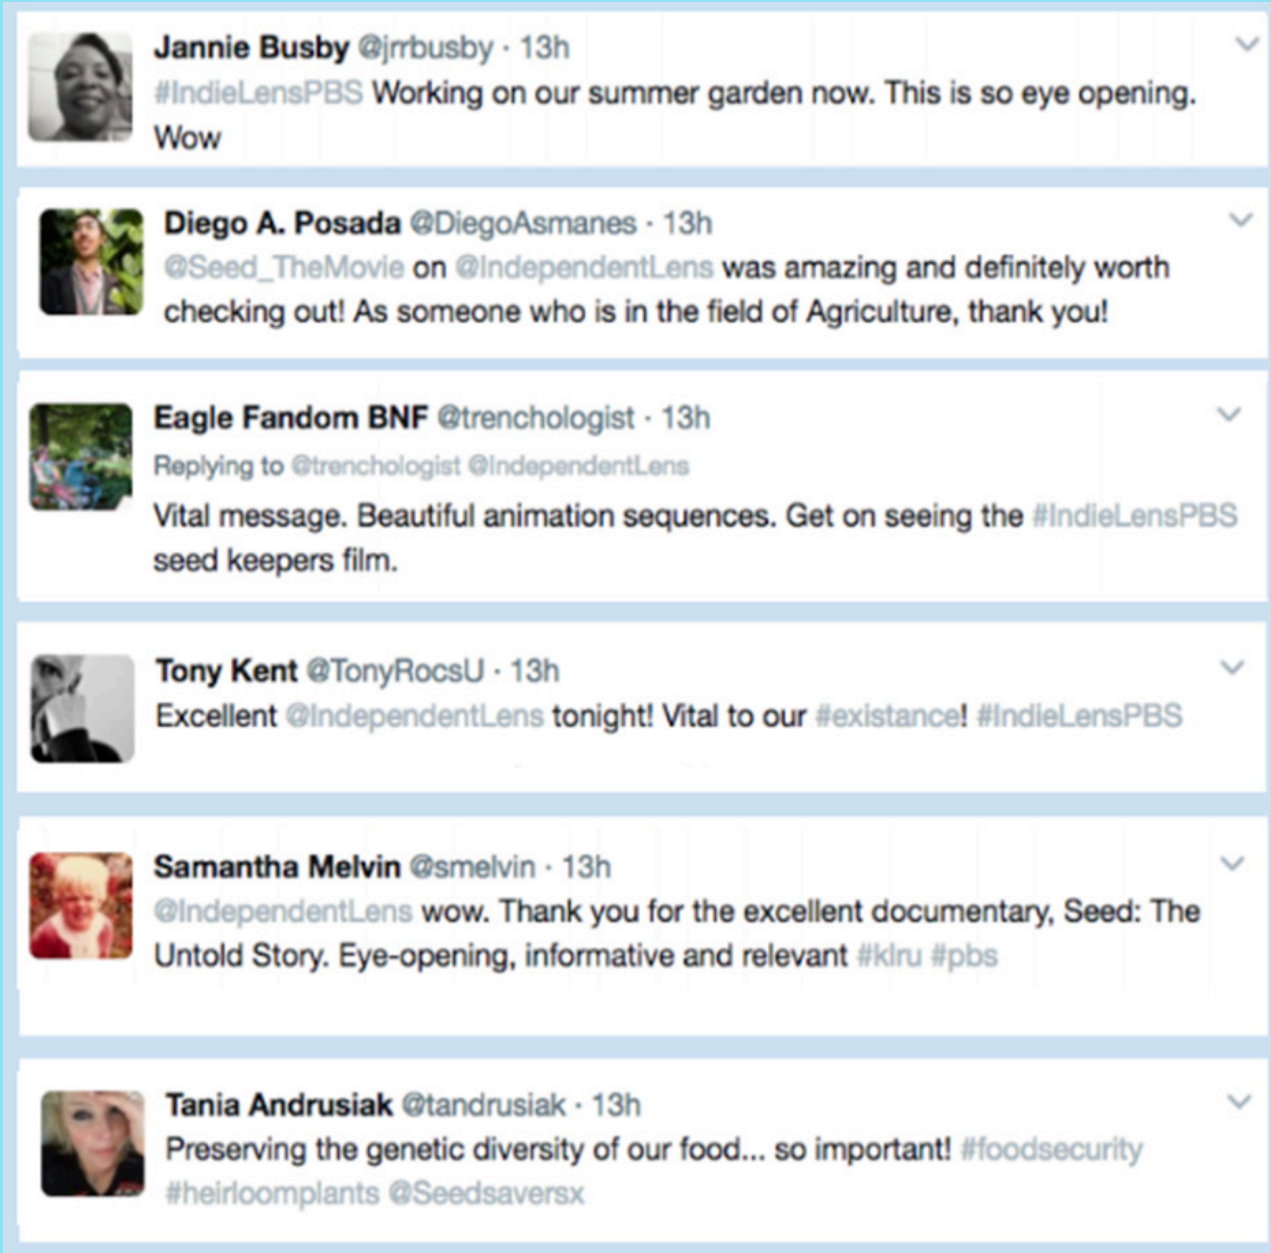 Jannie Busby @jrrbusby · 13h
#IndieLensPBS Working on our summer garden now. This is so eye opening.
Wow
Diego A. Posada @DiegoAsmanes · 13h
@Seed_TheMovie on @IndependentLens was amazing and definitely worth
checking out! As someone who is in the field of Agriculture, thank you!
Eagle Fandom BNF @trenchologist · 13h
Replying to @trenchologist @IndependentLens
Vital message. Beautiful animation sequences. Get on seeing the #IndieLensPBS
seed keepers film.
Tony Kent @TonyRocsU · 13h
Excellent @IndependentLens tonight! Vital to our #existance! #IndieLensPBS
Samantha Melvin @smelvin · 13h
@IndependentLens wow. Thank you for the excellent documentary, Seed: The
Untold Story. Eye-opening, informative and relevant #klru #pbs
Tania Andrusiak @tandrusiak · 13h
Preserving the genetic diversity of our food... so important! #foodsecurity
#heirloomplants @Seedsaversx